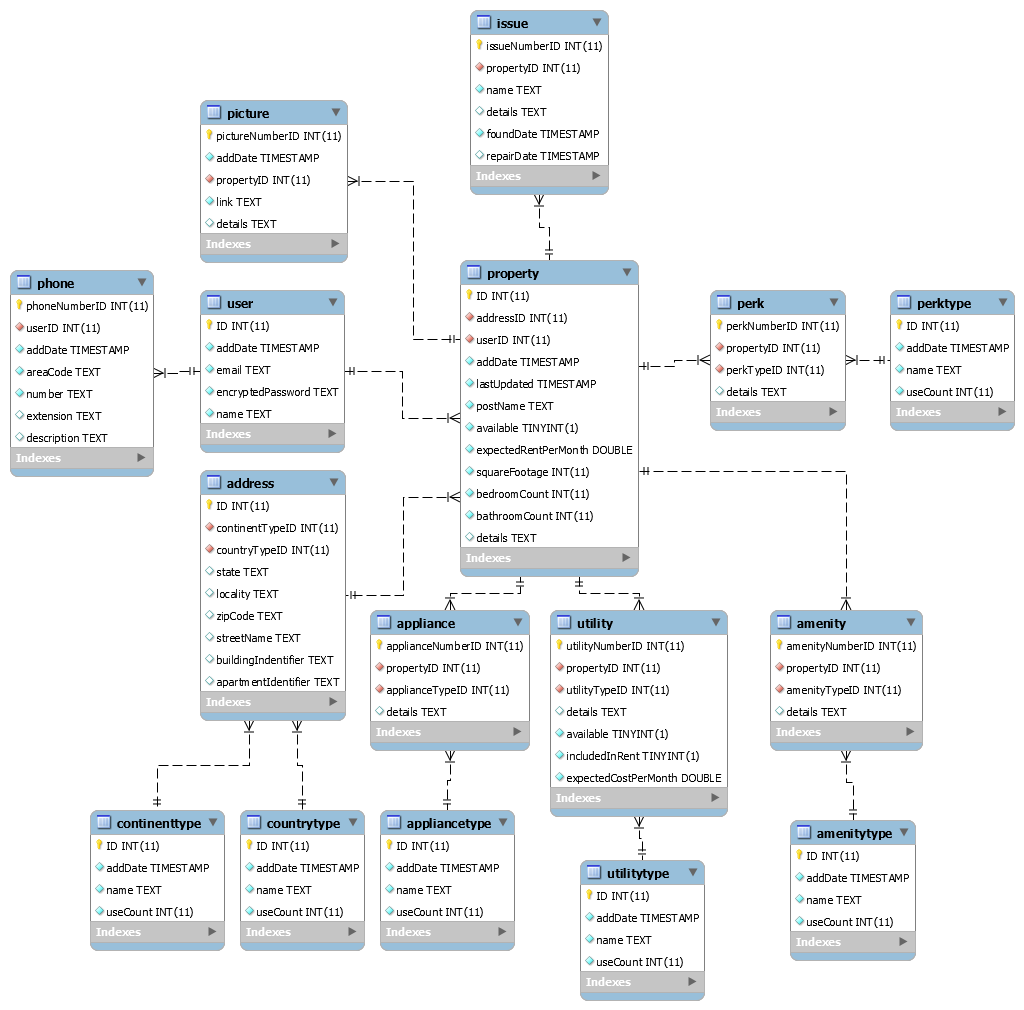 issue
issueNumberID INT(11)
propertyID INT(11)
name TEXT
details TEXT
foundDate TIMESTAMP
repairDate TIMESTAMP
Indexes
picture
pictureNumberID INT(11)
addDate TIMESTAMP
propertyID INT(11)
link TEXT
details TEXT
Indexes
phone
phoneNumberID INT(11)
userID INT(11)
addDate TIMESTAMP
areaCode TEXT
number TEXT
extension TEXT
description TEXT
Indexes
user
ID INT(11)
addDate TIMESTAMP
email TEXT
encryptedPassword TEXT
name TEXT
Indexes
property
ID INT(11)
addressID INT(11)
userID INT(11)
addDate TIMESTAMP
lastUpdated TIMESTAMP
postName TEXT
available TINYINT(1)
expectedRentPerMonth DOUBLE
squareFootage INT(11)
bedroomCount INT(11)
bathroomCount INT(11)
details TEXT
Indexes
perk
perkNumberID INT(11)
propertyID INT(11)
perkTypeID INT(11)
details TEXT
Indexes
perktype
ID INT(11)
addDate TIMESTAMP
name TEXT
useCount INT(11)
Indexes
address
ID INT(11)
continentTypeID INT(11)
countryTypeID INT(11)
state TEXT
locality TEXT
zipCode TEXT
streetName TEXT
buildingIndentifier TEXT
apartmentIdentifier TEXT
Indexes
appliance
applianceNumberID INT(11)
propertyID INT(11)
applianceTypeID INT(11)
details TEXT
Indexes
utility
utilityNumberID INT(11)
propertyID INT(11)
utilityTypeID INT(11)
details TEXT
available TINYINT(1)
includedInRent TINYINT(1)
expectedCostPerMonth DOUBLE
Indexes
amenity
amenityNumberID INT(11)
propertyID INT(11)
amenityTypeID INT(11)
details TEXT
Indexes
continenttype
ID INT(11)
addDate TIMESTAMP
name TEXT
useCount INT(11)
Indexes
countrytype
ID INT(11)
addDate TIMESTAMP
name TEXT
useCount INT(11)
Indexes
appliancetype
ID INT(11)
addDate TIMESTAMP
name TEXT
useCount INT(11)
Indexes
utilitytype
ID INT(11)
addDate TIMESTAMP
name TEXT
useCount INT(11)
Indexes
amenitytype
ID INT(11)
addDate TIMESTAMP
name TEXT
useCount INT(11)
Indexes